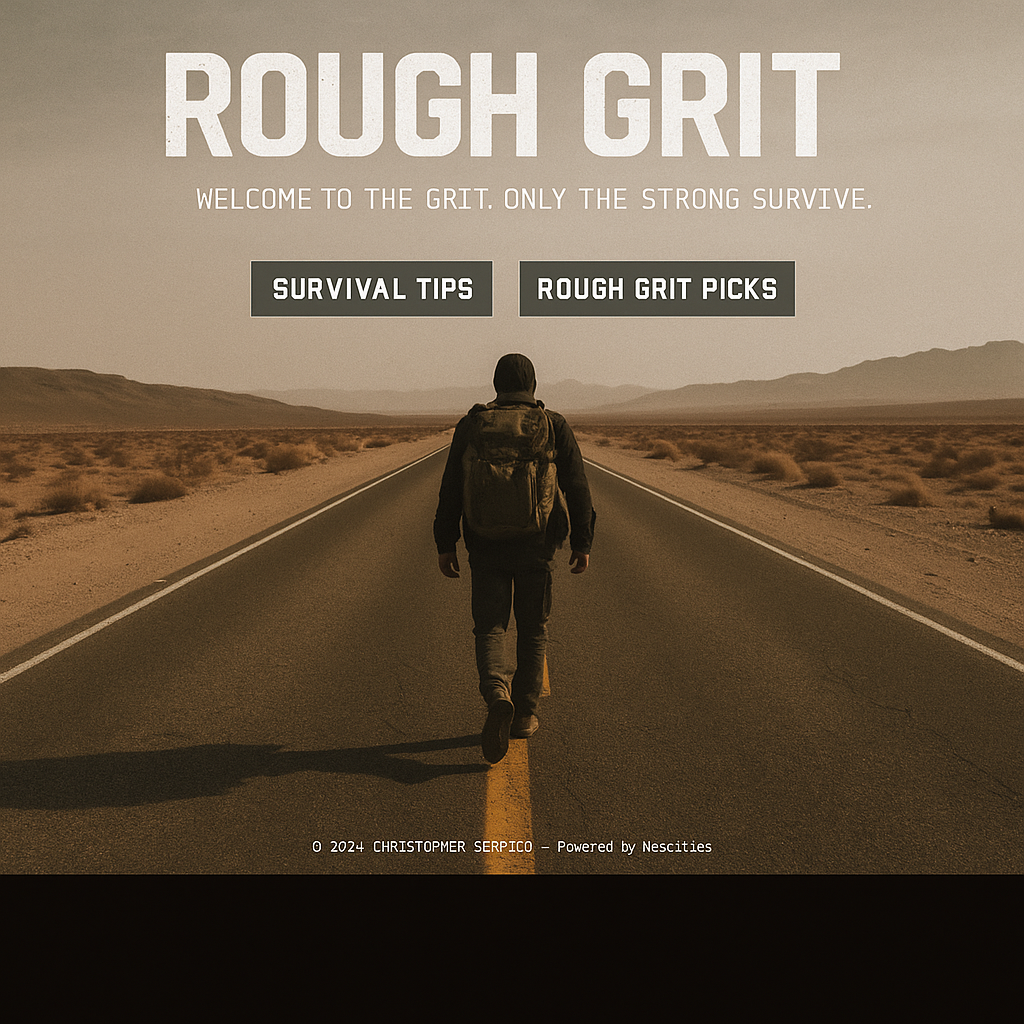 ROUGH GRIT
WELCOME TO THE GRIT. ONLY THE STRONG SURVIVE.
SURVIVAL TIPS
ROUGH GRIT PICKS
© 2024 CHRISTOPMER SERPICO – Powered by Nescities